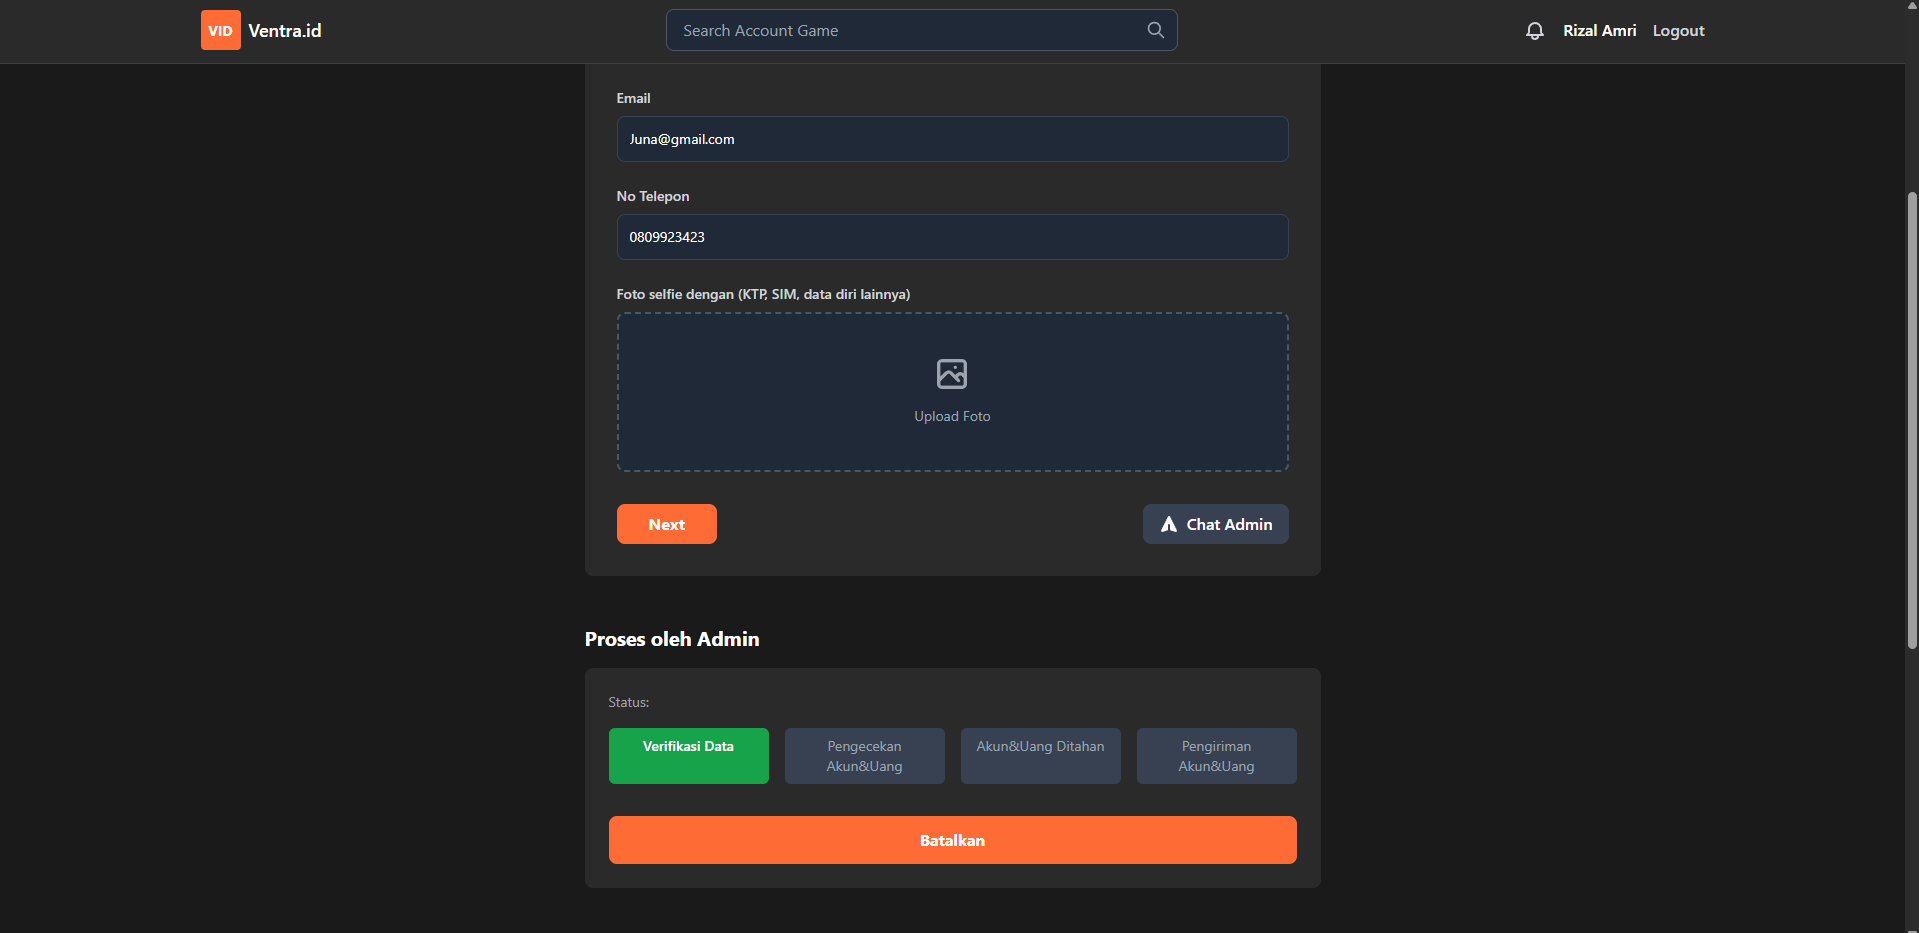 VID Ventra.id
Search Account Game
Rizal Amri Logout
Email
Juna@gmail.com
No Telepon
0809923423
Foto selfie dengan (KTP, SIM, data diri lainnya)
Upload Foto
Next
Chat Admin
Proses oleh Admin
Status:
Verifikasi Data
Pengecekan
Akun&Uang
Akun&Uang Ditahan
Pengiriman
Akun&Uang
Batalkan